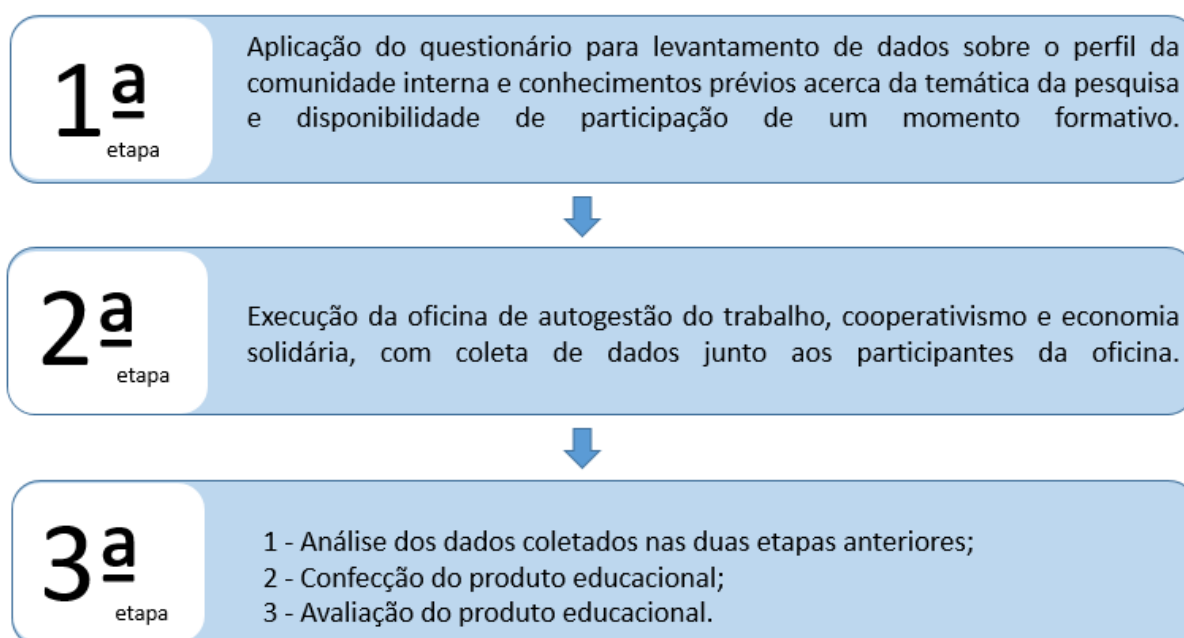 1ª
etapa
Aplicação do questionário para levantamento de dados sobre o perfil da
comunidade interna e conhecimentos prévios acerca da temática da pesquisa
e disponibilidade de participação de um momento formativo.
2ª
etapa
Execução da oficina de autogestão do trabalho, cooperativismo e economia
solidária, com coleta de dados junto aos participantes da oficina.
3ª
etapa
1 - Análise dos dados coletados nas duas etapas anteriores;
2 - Confecção do produto educacional;
3 - Avaliação do produto educacional.